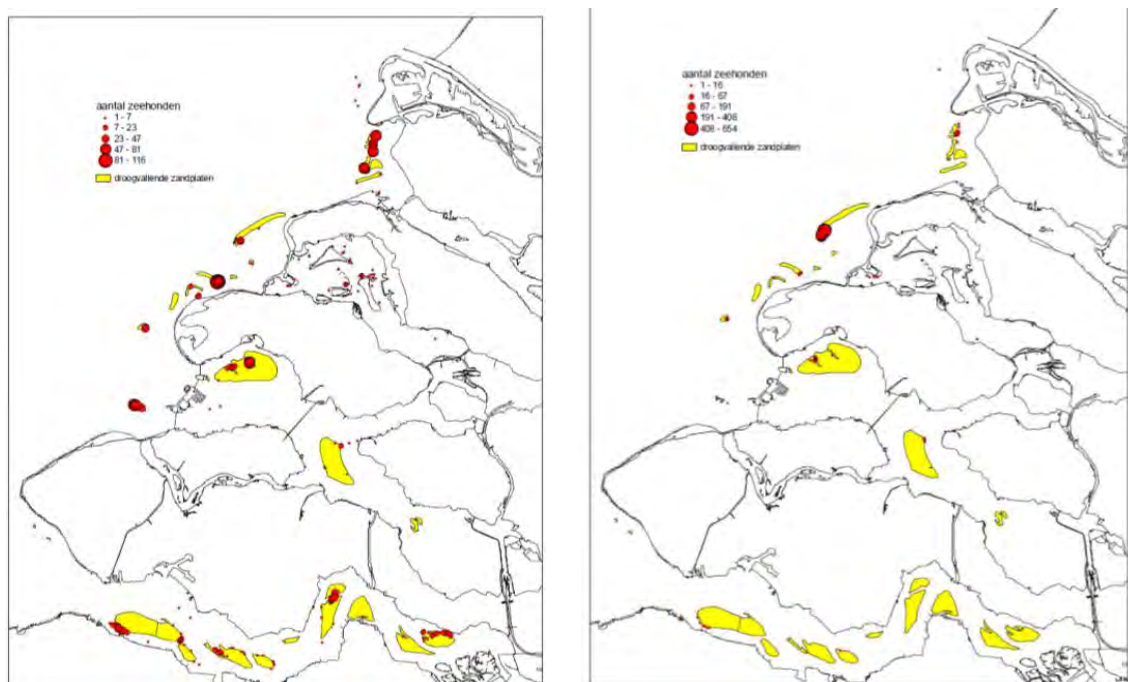 aantal zeehonden
1 - 7
7 - 23
23 - 47
47 - 81
81 - 116
droogvallende zandplaten
aantal zeehonden
1 - 16
16 - 67
67 - 191
191 - 408
408 - 654
droogvallende zandplaten